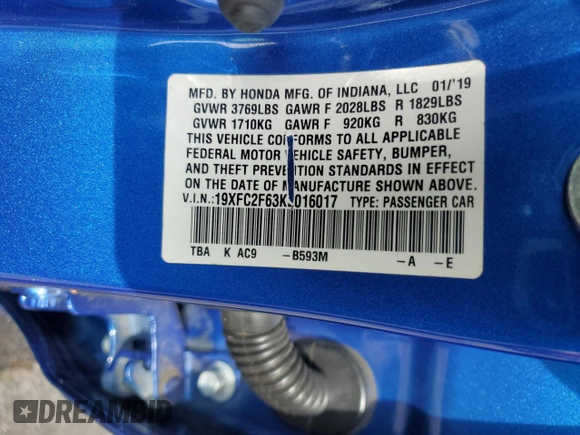 MFD. BY HONDA MFG. OF INDIANA, LLC 01/'19
GVWR 3769LBS GAWR F 2028LBS R 1829LBS
GVWR 1710KG GAWR F 920KG R 830KG
THIS VEHICLE CONFORMS TO ALL APPLICABLE
FEDERAL MOTOR VEHICLE SAFETY, BUMPER,
AND THEFT PREVENTION STANDARDS IN EFFECT
ON THE DATE OF MANUFACTURE SHOWN ABOVE.
V.I.N.: TYPE: PASSENGER CAR
TBA K AC9 -B593M -A -E
DREAMBID